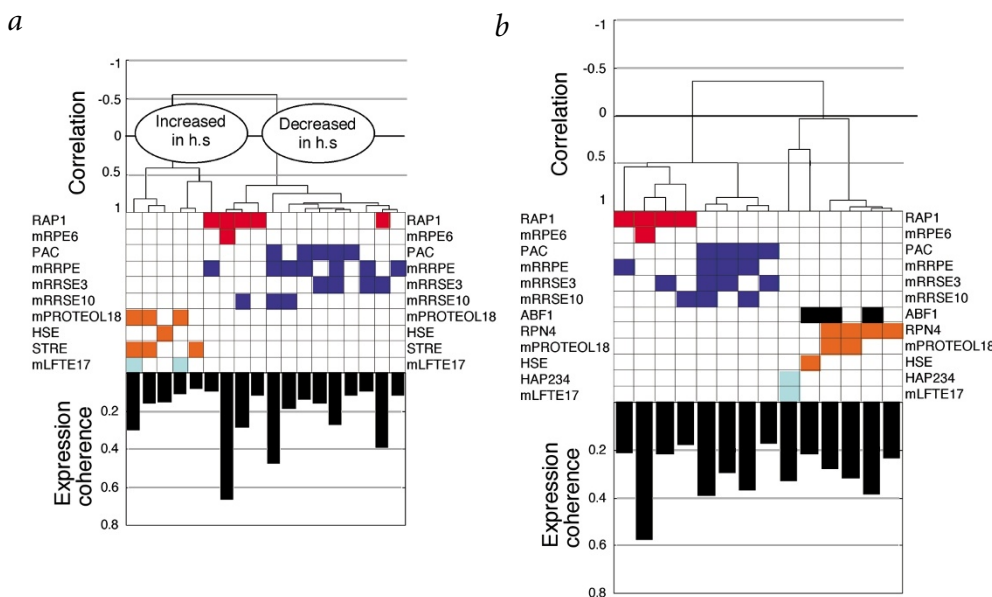 a
Correlation
-1
-0.5
0
0.5
1
Increased
in h.s
Decreased
in h.s
RAP1
mRPE6
PAC
mRRPE
mRRSE3
mRRSE10
mPROTEOL18
HSE
STRE
mLFTE17
RAP1
mRPE6
PAC
mRRPE
mRRSE3
mRRSE10
mPROTEOL18
HSE
STRE
mLFTE17
Expression
coherence
0.2
0.4
0.6
0.8
b
Correlation
-1
-0.5
0
0.5
1
RAP1
mRPE6
PAC
mRRPE
mRRSE3
mRRSE10
ABF1
RPN4
mPROTEOL18
HSE
HAP234
mLFTE17
RAP1
mRPE6
PAC
mRRPE
mRRSE3
mRRSE10
ABF1
RPN4
mPROTEOL18
HSE
HAP234
mLFTE17
Expression
coherence
0.2
0.4
0.6
0.8